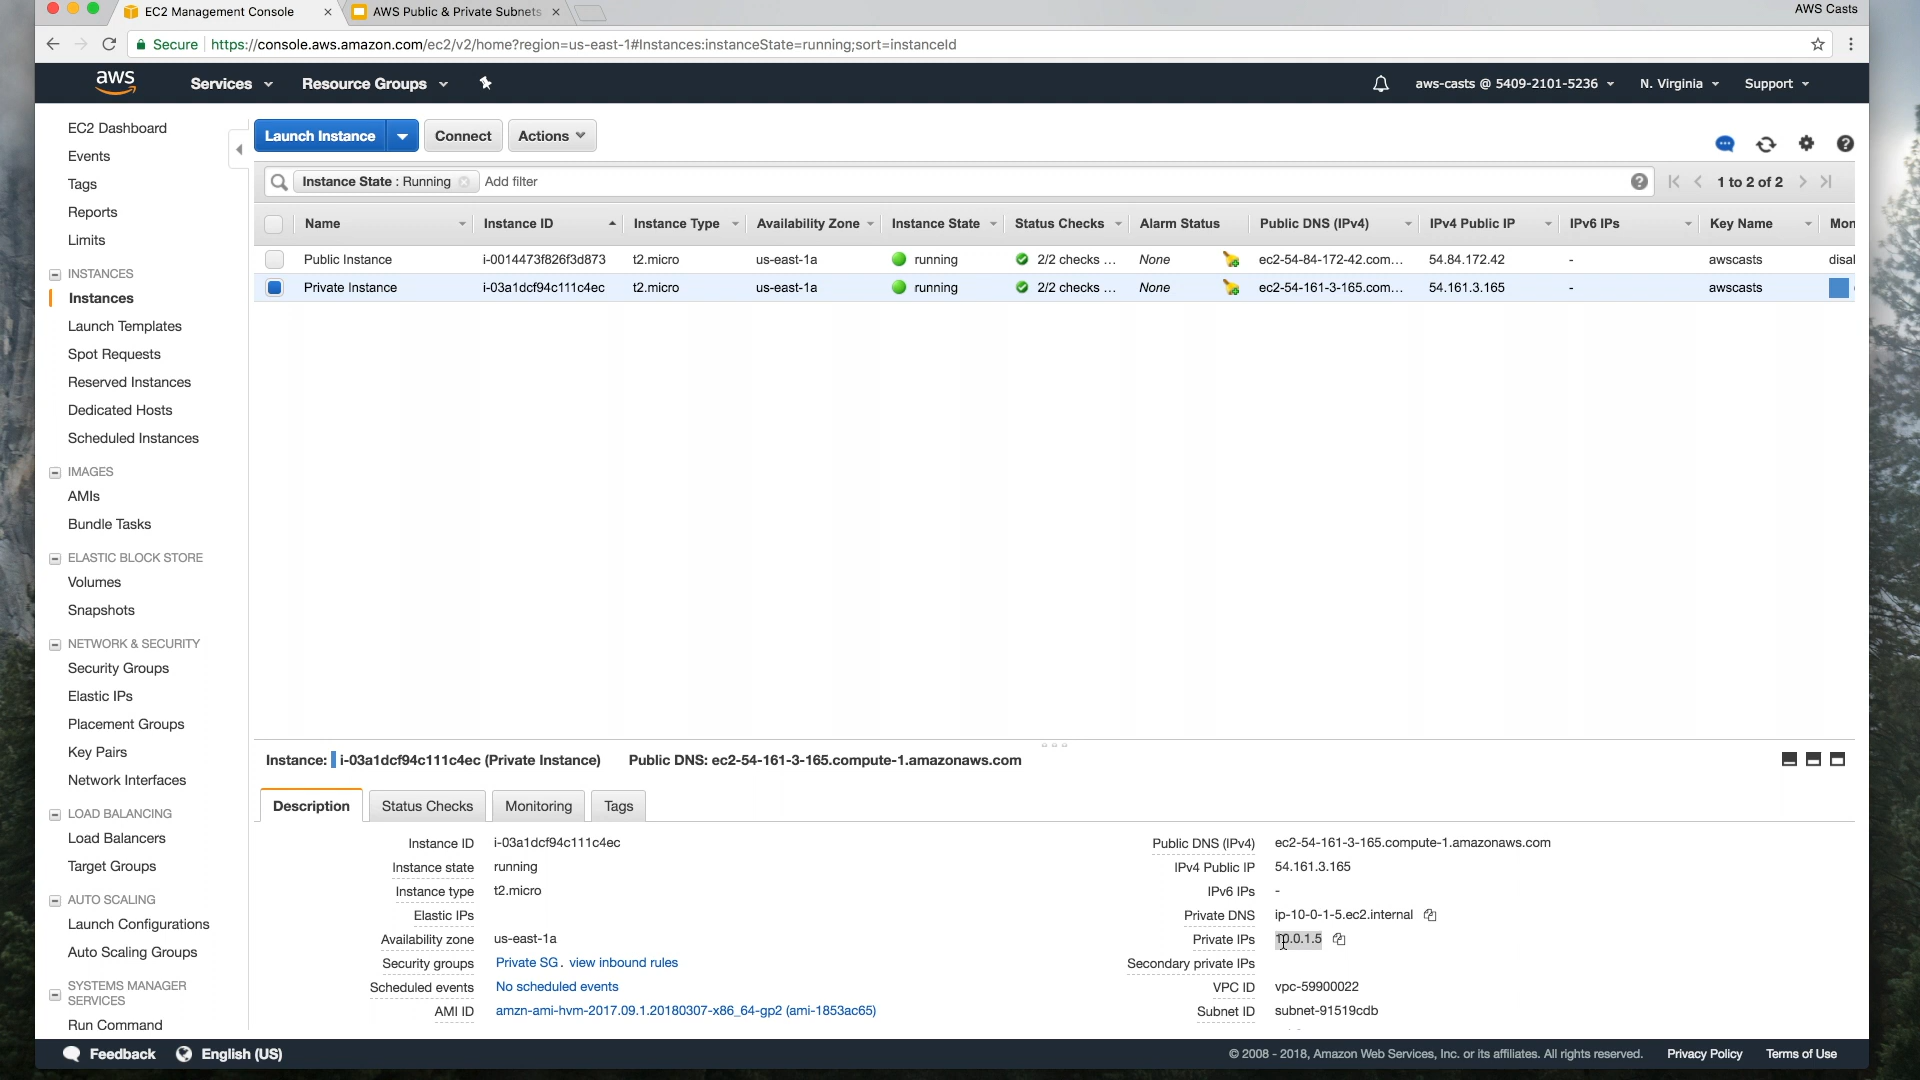 EC2 Management Console
AWS Public & Private Subnets
AWS Casts
Secure
https://console.aws.amazon.com/ec2/v2/home?region=us-east-1#Instances:instanceState=running;sort=instanceId
aws
Services
Resource Groups
aws-casts @ 5409-2101-5236
N. Virginia
Support
EC2 Dashboard
Events
Tags
Reports
Limits
INSTANCES
Instances
Launch Templates
Spot Requests
Reserved Instances
Dedicated Hosts
Scheduled Instances
IMAGES
AMIs
Bundle Tasks
ELASTIC BLOCK STORE
Volumes
Snapshots
NETWORK & SECURITY
Security Groups
Elastic IPs
Placement Groups
Key Pairs
Network Interfaces
LOAD BALANCING
Load Balancers
Target Groups
AUTO SCALING
Launch Configurations
Auto Scaling Groups
SYSTEMS MANAGER
SERVICES
Run Command
Launch Instance
Connect
Actions
Instance State : Running
Add filter
1 to 2 of 2
Name Instance ID Instance Type Availability Zone Instance State Status Checks Alarm Status Public DNS (IPv4) IPv4 Public IP IPv6 IPs Key Name Mon
Public Instance i-0014473f826f3d873 t2.micro us-east-1a running 2/2 checks ... None ec2-54-84-172-42.com... 54.84.172.42 - awscasts disal
Private Instance i-03a1dcf94c111c4ec t2.micro us-east-1a running 2/2 checks ... None ec2-54-161-3-165.com... 54.161.3.165 - awscasts
Instance: i-03a1dcf94c111c4ec (Private Instance) Public DNS: ec2-54-161-3-165.compute-1.amazonaws.com
Description
Status Checks
Monitoring
Tags
Instance ID i-03a1dcf94c111c4ec
Instance state running
Instance type t2.micro
Elastic IPs
Availability zone us-east-1a
Security groups Private SG. view inbound rules
Scheduled events No scheduled events
AMI ID amzn-ami-hvm-2017.09.1.20180307-x86_64-gp2 (ami-1853ac65)
Public DNS (IPv4) ec2-54-161-3-165.compute-1.amazonaws.com
IPv4 Public IP 54.161.3.165
IPv6 IPs -
Private DNS ip-10-0-1-5.ec2.internal
Private IPs 10.0.1.5
Secondary private IPs
VPC ID vpc-59900022
Subnet ID subnet-91519cdb
Feedback
English (US)
© 2008 - 2018, Amazon Web Services, Inc. or its affiliates. All rights reserved.
Privacy Policy
Terms of Use